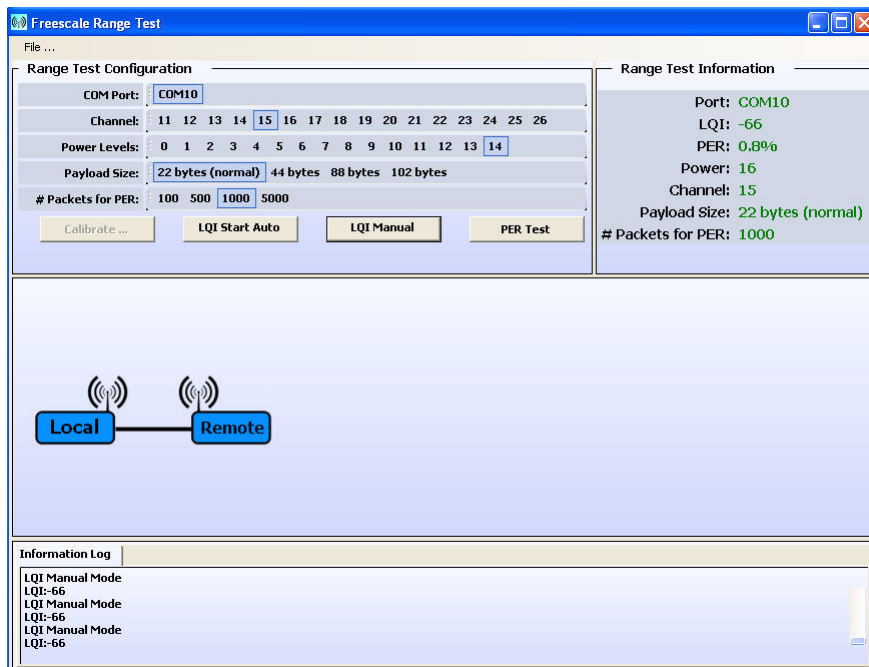 Freescale Range Test
File ...
Range Test Configuration
COM Port: COM10
Channel: 11 12 13 14 15 16 17 18 19 20 21 22 23 24 25 26
Power Levels: 0 1 2 3 4 5 6 7 8 9 10 11 12 13 14
Payload Size: 22 bytes (normal) 44 bytes 88 bytes 102 bytes
# Packets for PER: 100 500 1000 5000
Calibrate ... LQI Start Auto LQI Manual PER Test
Range Test Information
Port: COM10
LQI: -66
PER: 0.8%
Power: 16
Channel: 15
Payload Size: 22 bytes (normal)
# Packets for PER: 1000
Local Remote
Information Log
LQI Manual Mode
LQI:-66
LQI Manual Mode
LQI:-66
LQI Manual Mode
LQI:-66